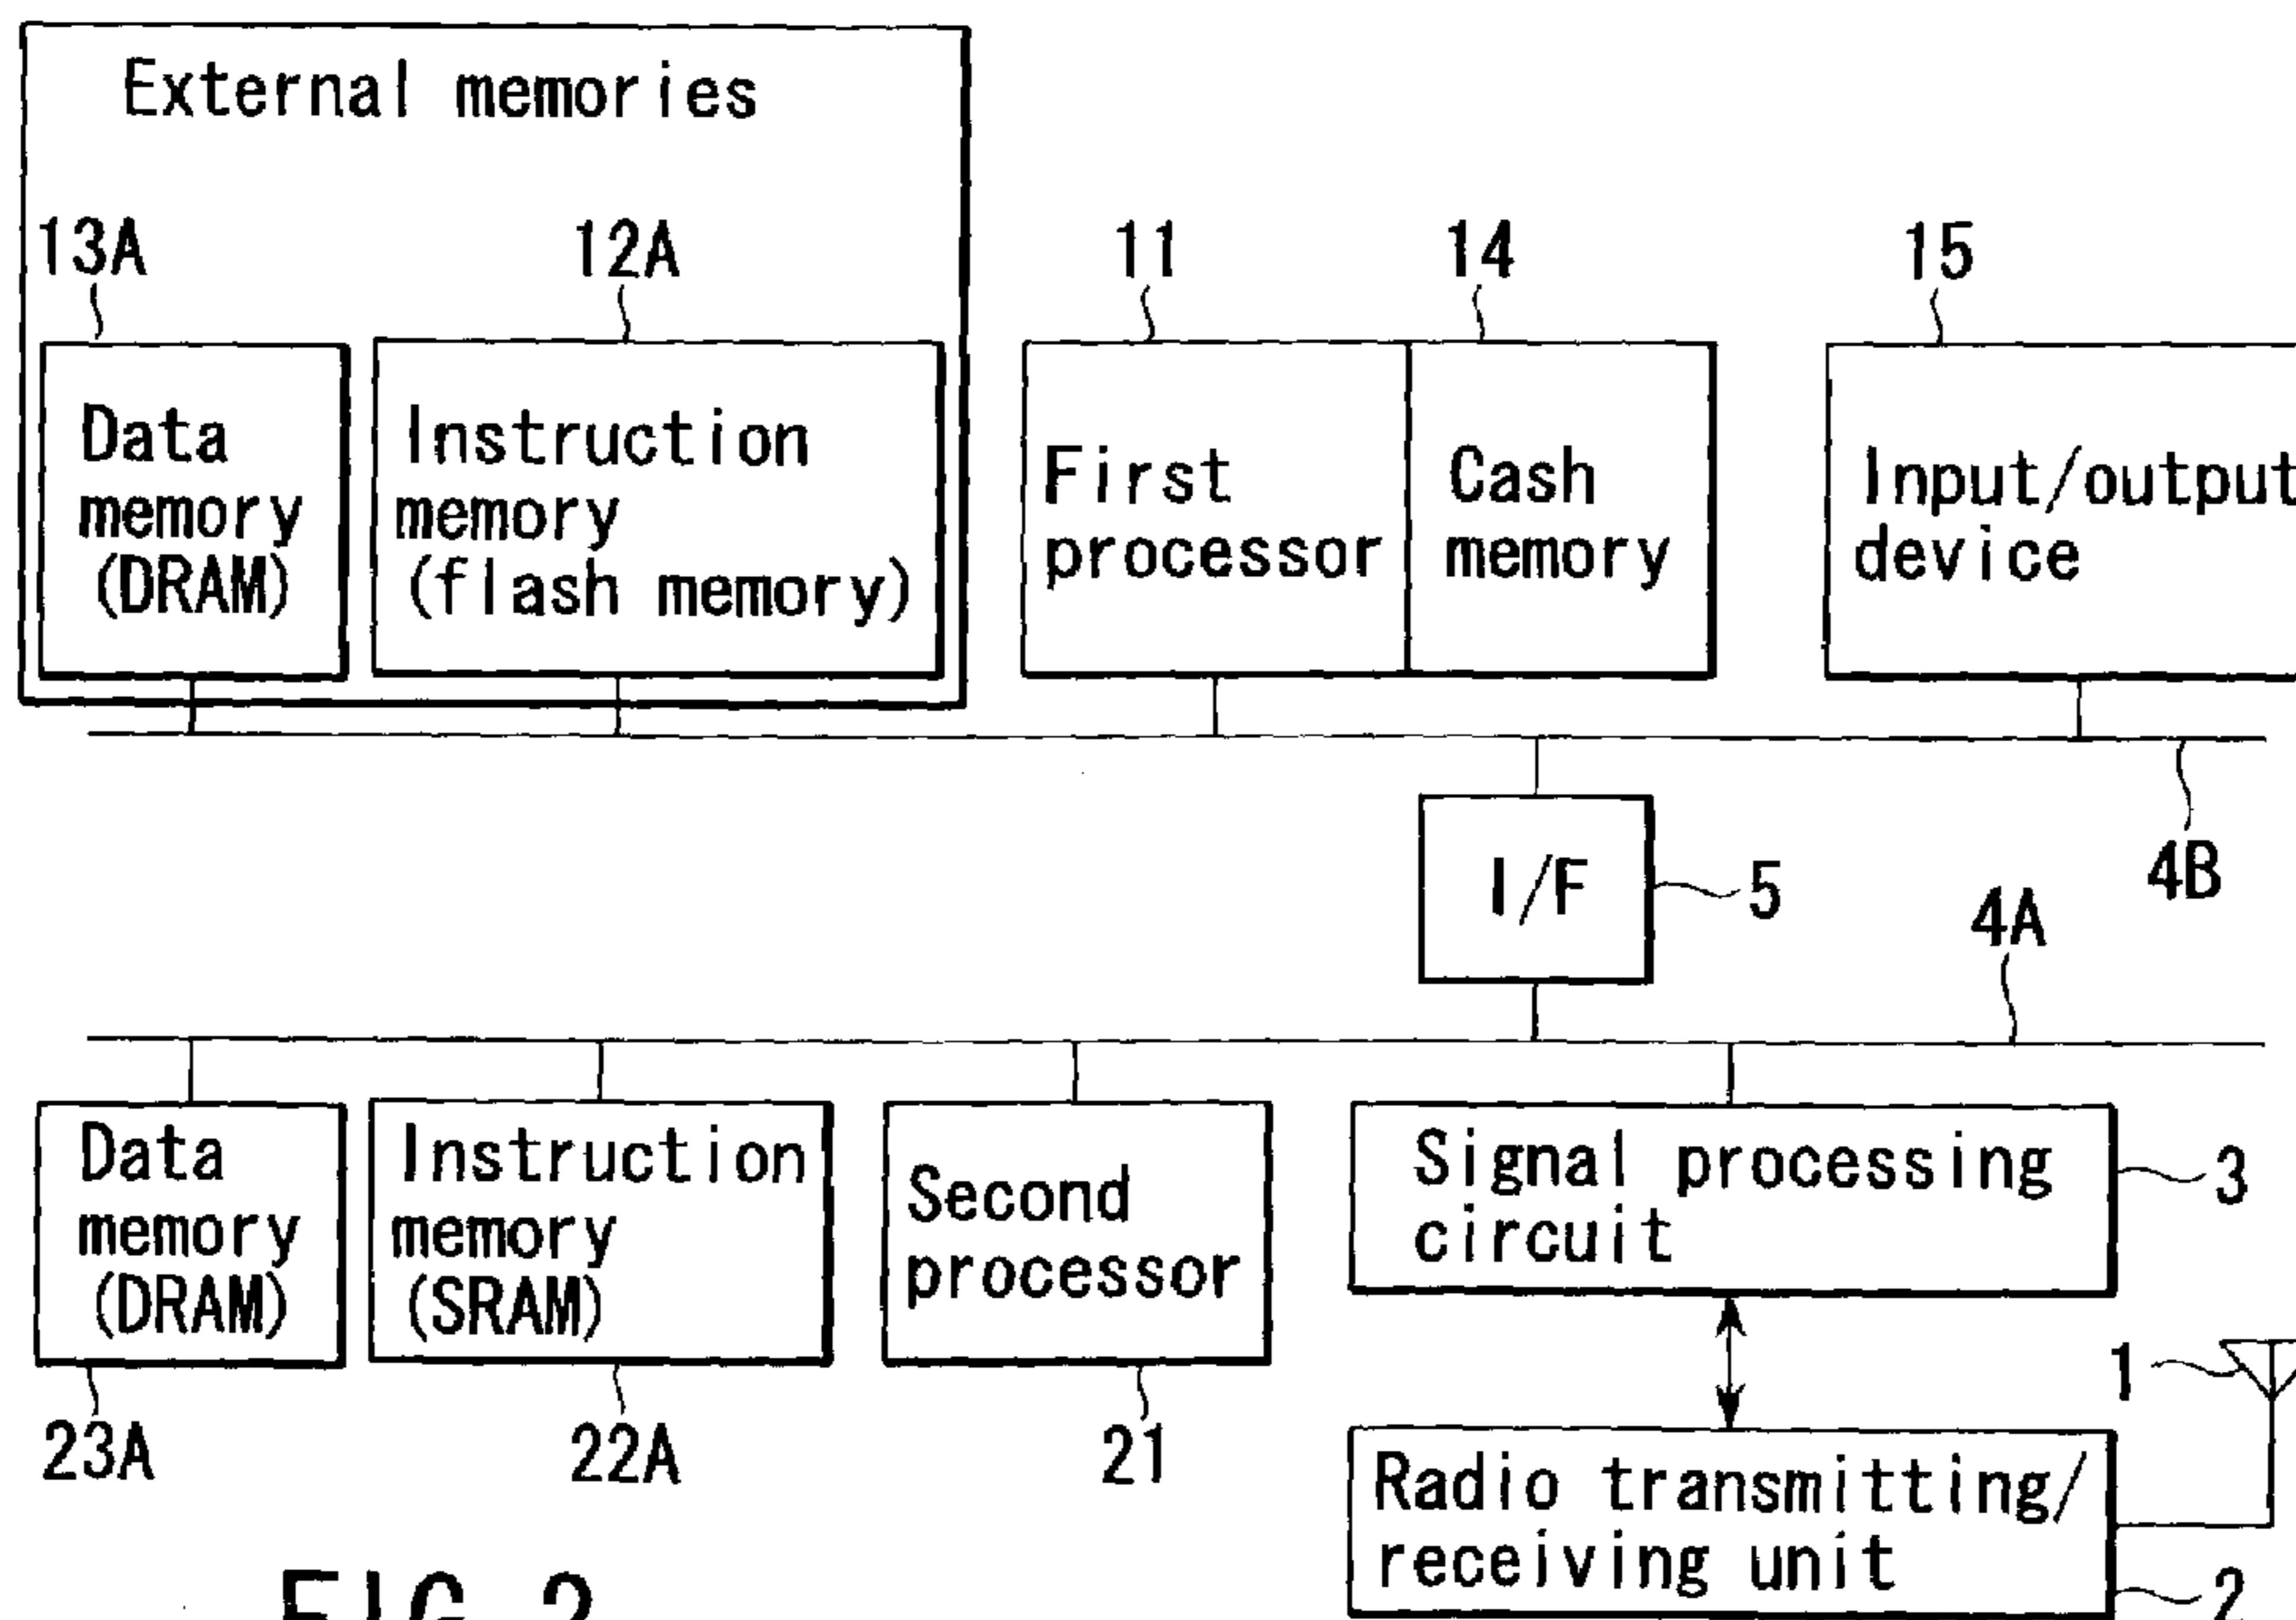 External memories
13A
12A
11
14
15
Data
memory
(DRAM)
Instruction
memory
(flash memory)
First
processor
Cash
memory
Input/output
device
4B
I/F
5
4A
Data
memory
(DRAM)
Instruction
memory
(SRAM)
Second
processor
Signal processing
circuit
3
23A
22A
21
1
Radio transmitting/
receiving unit
2
FIG. 2